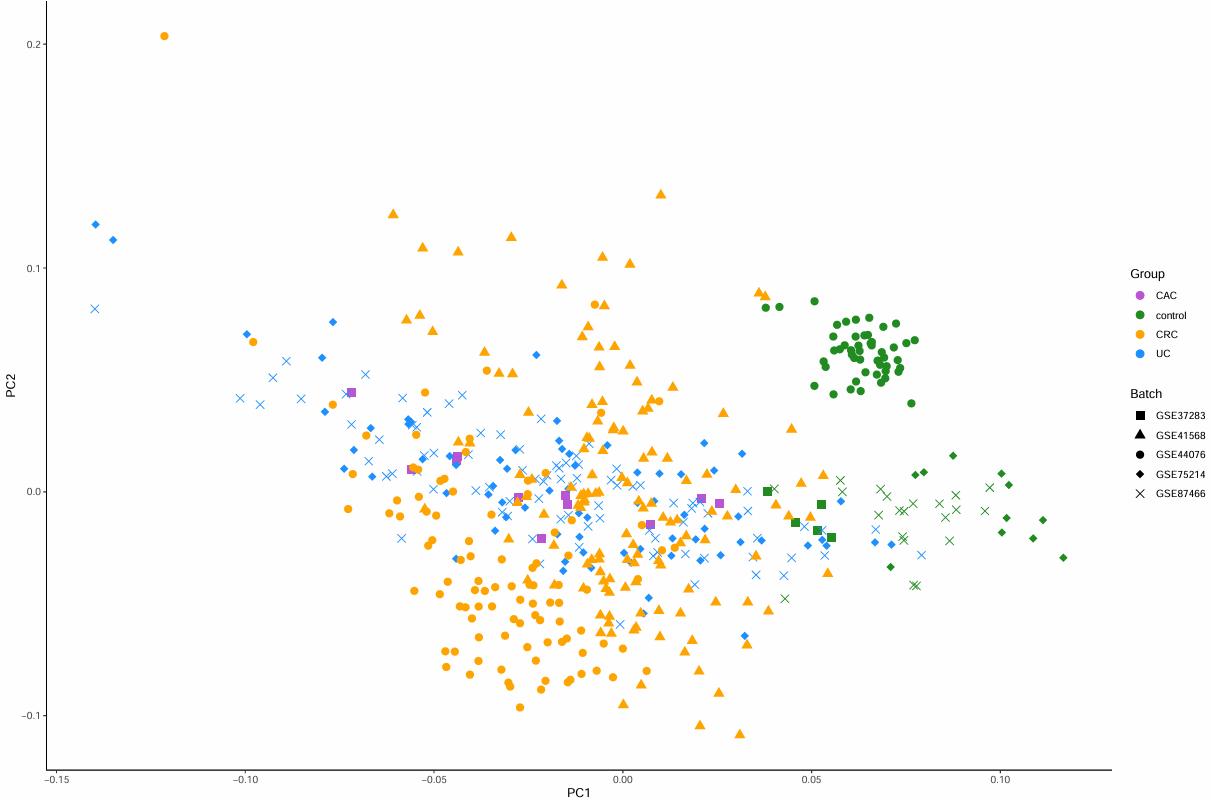 0.2
0.1
0.0
−0.1
PC2
−0.15
−0.10
−0.05
0.00
0.05
0.10
PC1
Group
CAC
control
CRC
UC
Batch
GSE37283
GSE41568
GSE44076
GSE75214
GSE87466